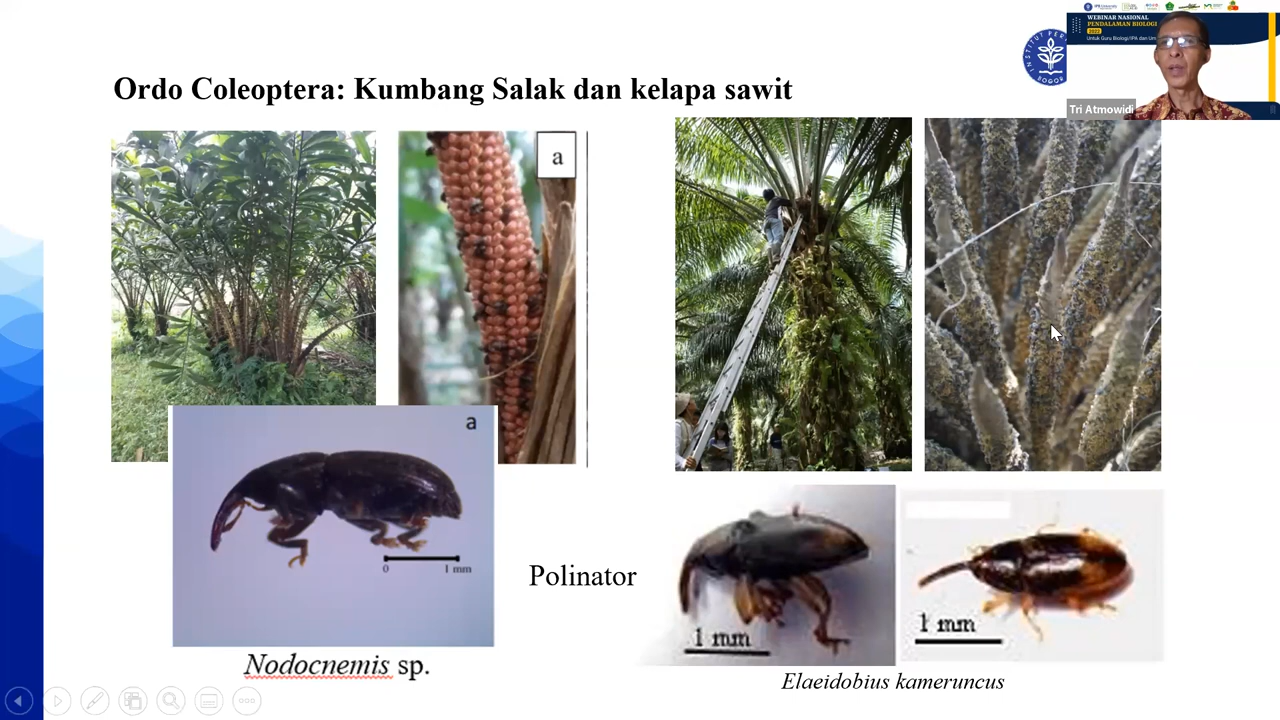 WEBINAR NASIONAL
PENDALAMAN BIOLOGI
2022
Untuk Guru Biologi/IPA dan Um
Tri Atmowidi
Ordo Coleoptera: Kumbang Salak dan kelapa sawit
a
a
0 1 mm
Nodocnemis sp.
Polinator
1 mm
1 mm
Elaeidobius kameruncus